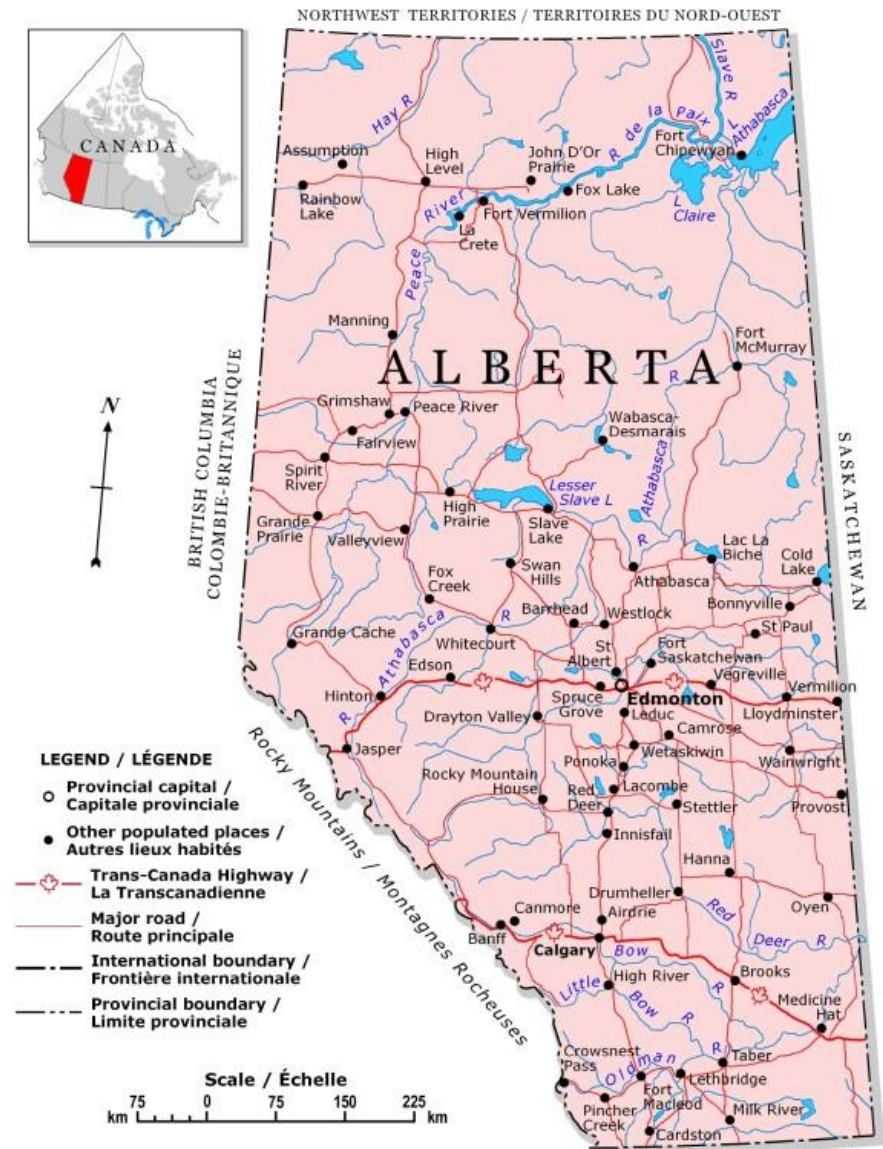 NORTHWEST TERRITORIES / TERRITOIRES DU NORD-OUEST
CANADA
Hay R
Slave R
R de la Paix
L Athabasca
Fort
Chipewyan
Assumption
High
Level
John D'Or
Prairie
Fox Lake
Rainbow
Lake
River
Fort Vermilion
L
Claire
La
Crete
Peace
Manning
Fort
McMurray
ALBERTA
BRITISH COLUMBIA
COLOMBIE-BRITANNIQUE
N
Grimshaw
Peace River
Fairview
Wabasca-
Desmarais
R
Athabasca
R
SASKATCHEWAN
Spirit
River
Lesser
Slave L
High
Prairie
Slave
Lake
Grande
Prairie
Valleyview
Lac La
Biche
Cold
Lake
Fox
Creek
Swan
Hills
Athabasca
Bonnyville
Barrhead
Westlock
St Paul
Grande Cache
Whitecourt
R
Athabasca
R
St
Albert
Fort
Saskatchewan
Edson
Vegreville
Vermilion
Hinton
Spruce
Grove
Edmonton
Lloydminster
Drayton Valley
Leduc
Camrose
Jasper
Wetaskiwin
Wainwright
Ponoka
Rocky Mountain
House
Lacombe
Red
Deer
Stettler
Provost
Innisfail
Rocky Mountains / Montagnes Rocheuses
Hanna
Drumheller
Oyen
Canmore
Airdrie
Red
Deer R
Banff
Calgary
Bow
R
Brooks
High River
Little
Bow
R
Medicine
Hat
Crowsnest
Pass
Oldman
R
Taber
Lethbridge
Fort
Macleod
Pincher
Creek
Milk River
Cardston
LEGEND / LÉGENDE
Provincial capital /
Capitale provinciale
Other populated places /
Autres lieux habités
Trans-Canada Highway /
La Transcanadienne
Major road /
Route principale
International boundary /
Frontière internationale
Provincial boundary /
Limite provinciale
Scale / Échelle
75 0 75 150 225
km km